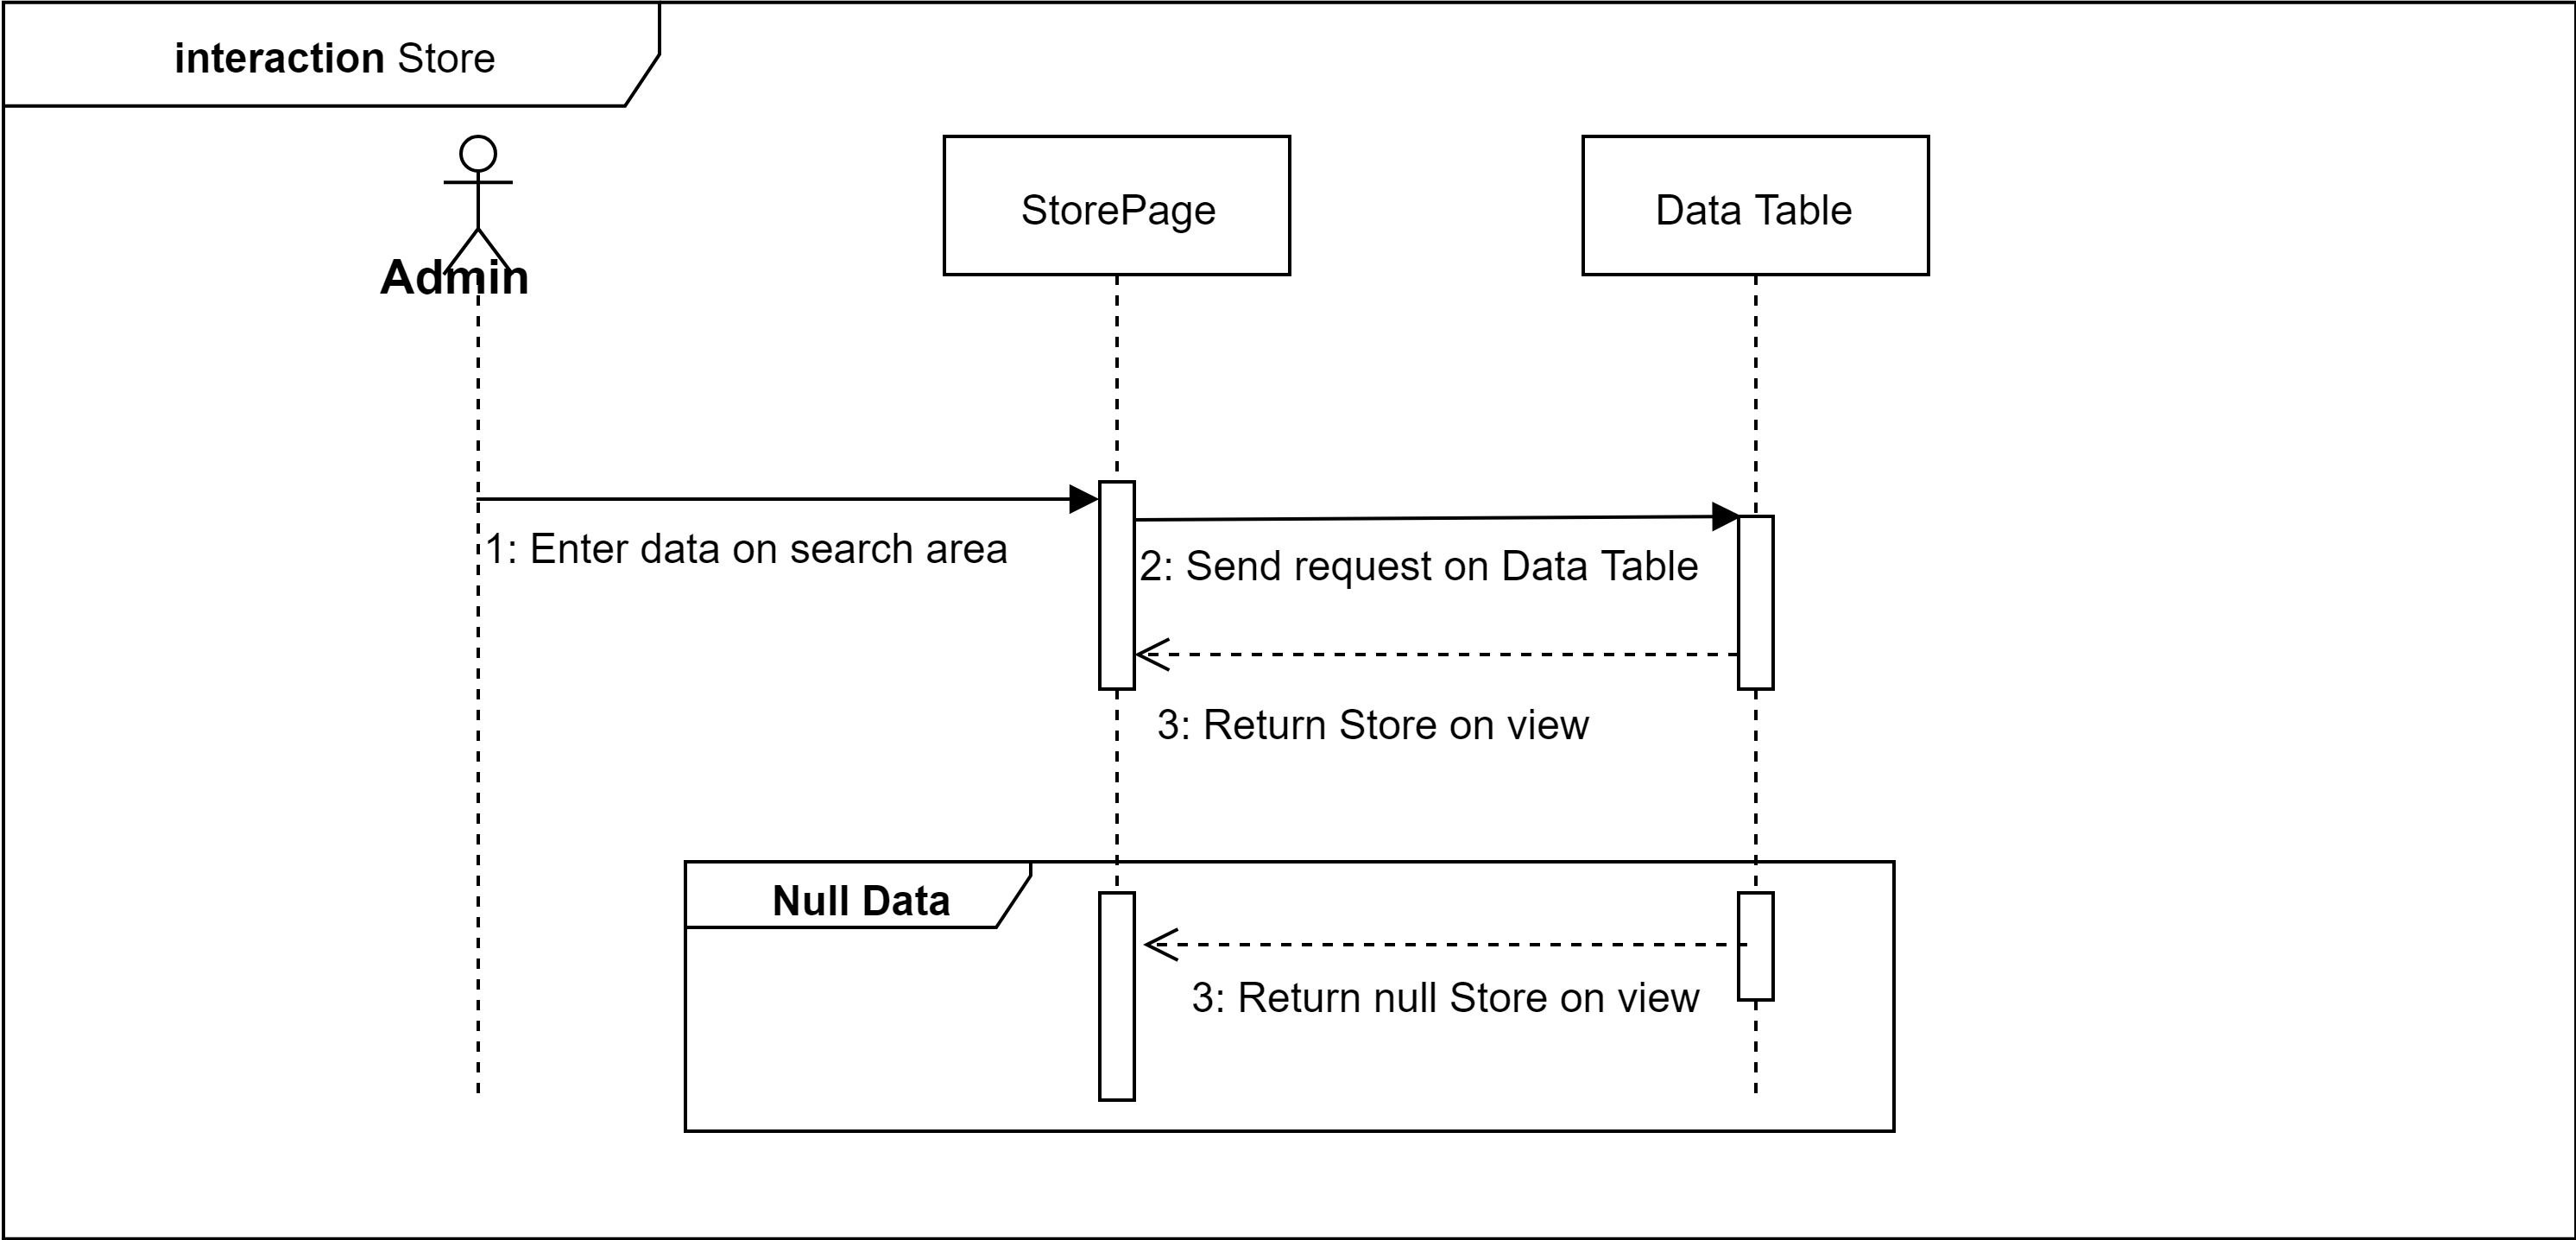 interaction Store
Admin
StorePage
Data Table
1: Enter data on search area
2: Send request on Data Table
3: Return Store on view
Null Data
3: Return null Store on view